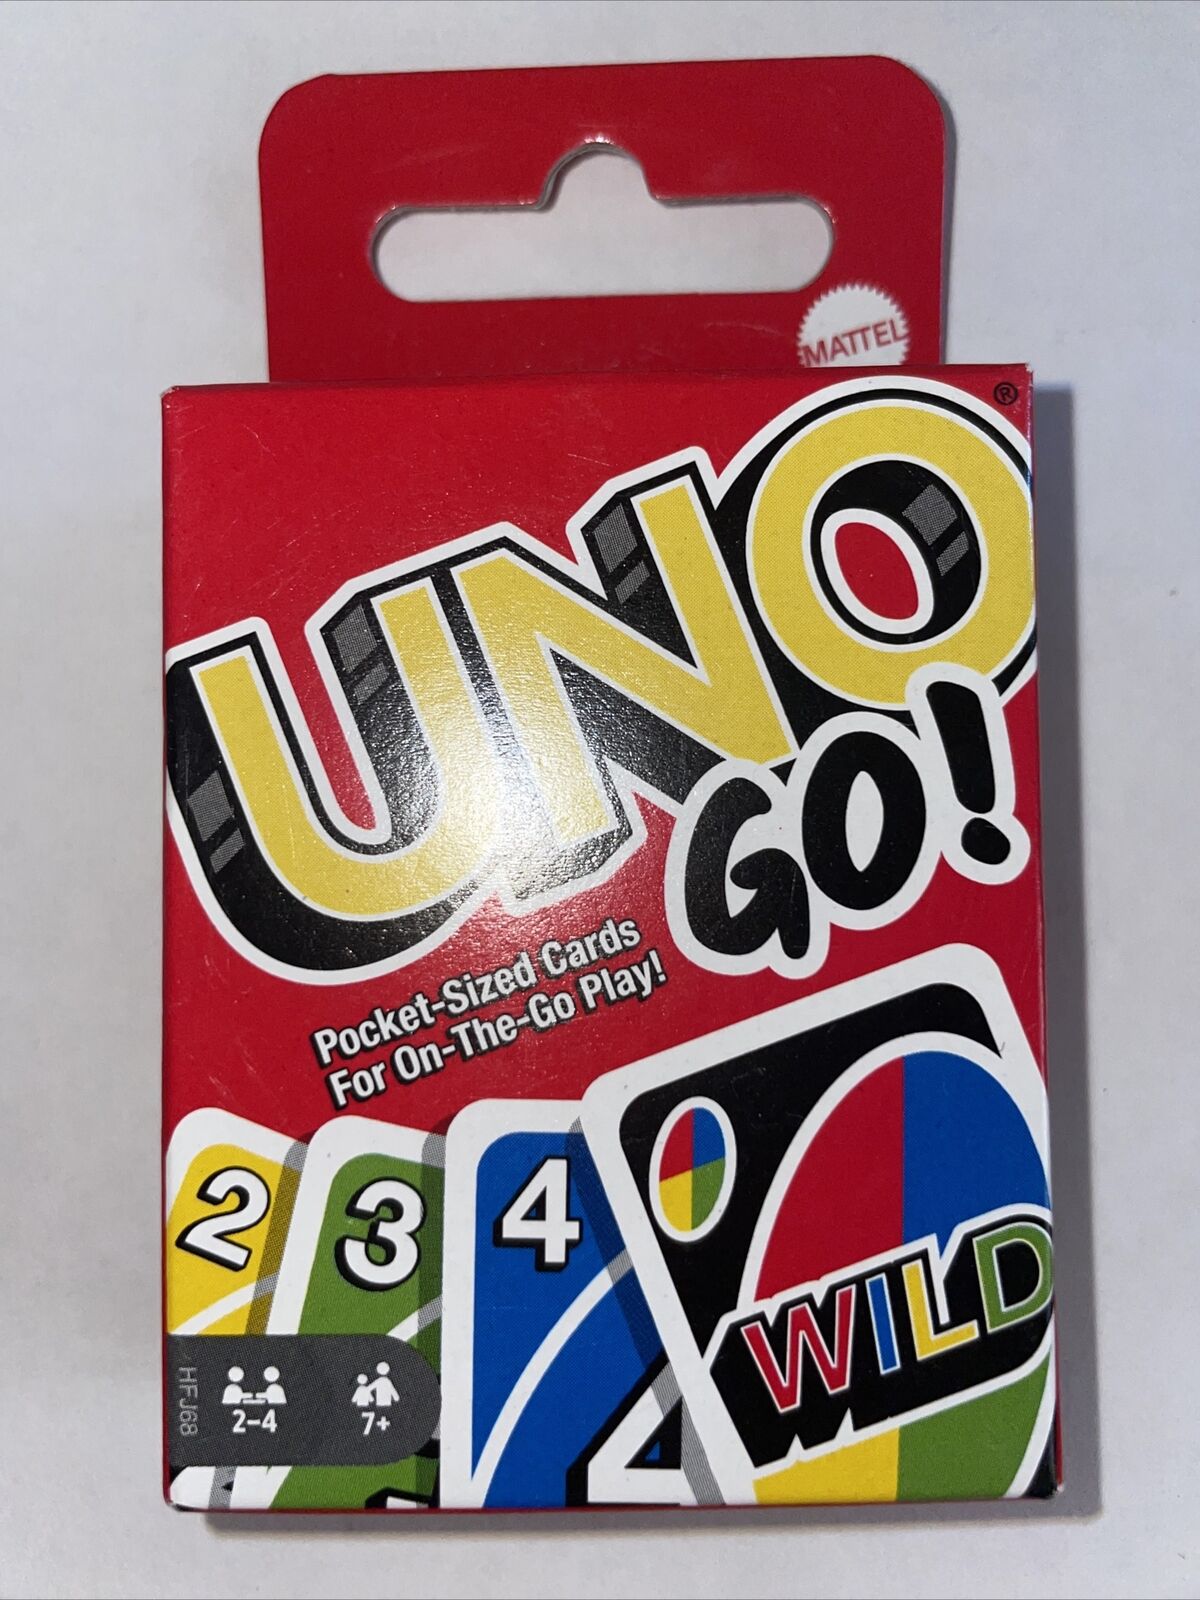 MATTEL
®
UNO
GO!
Pocket-Sized Cards
For On-The-Go Play!
2
3
4
WILD
HFJ68
2–4
7+
4